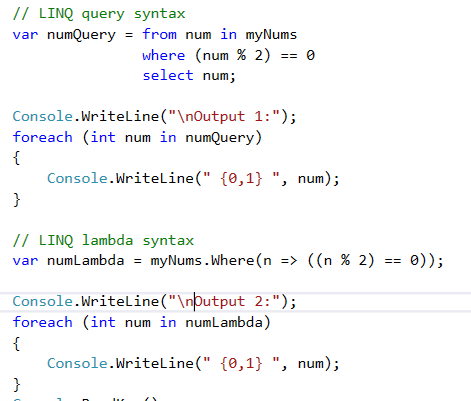 // LINQ query syntax
var numQuery = from num in myNums
where (num % 2) == 0
select num;
Console.WriteLine("\nOutput 1:");
foreach (int num in numQuery)
{
Console.WriteLine(" {0,1} ", num);
}
// LINQ lambda syntax
var numLambda = myNums.Where(n => ((n % 2) == 0));
Console.WriteLine("\nOutput 2:");
foreach (int num in numLambda)
{
Console.WriteLine(" {0,1} ", num);
}